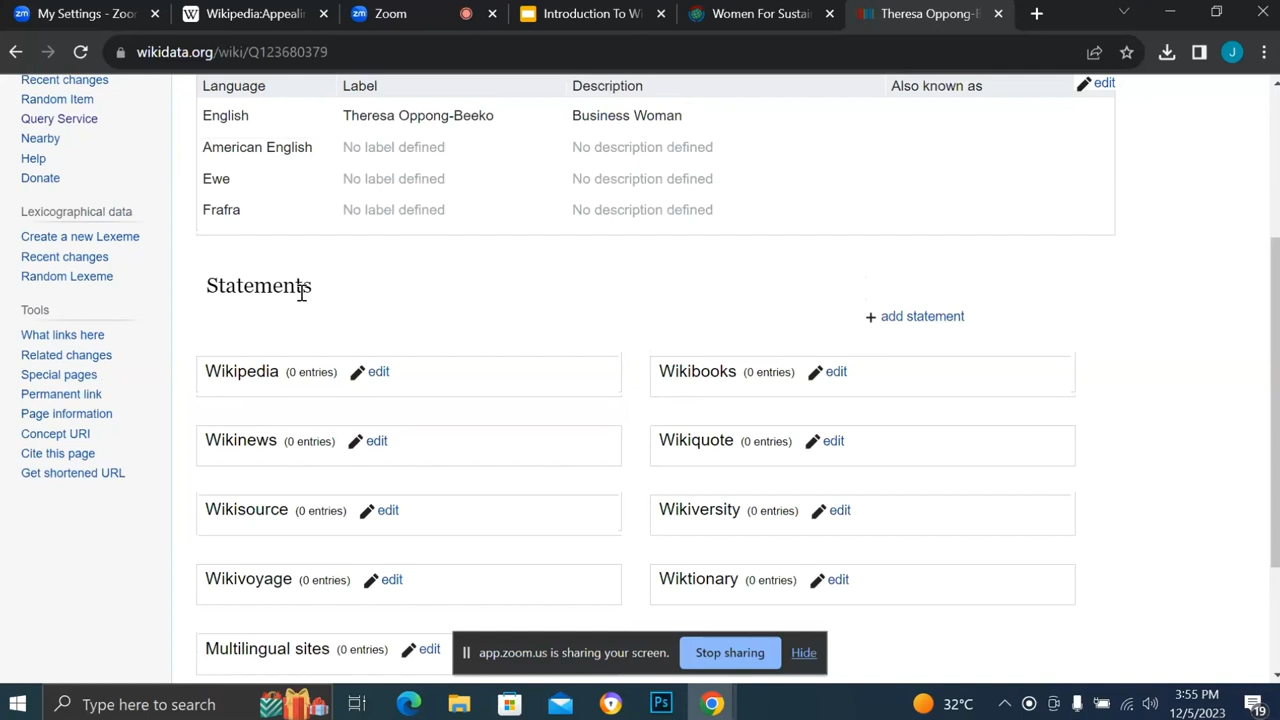 My Settings - Zoo
Wikipedia:Appeali
Zoom
Introduction To Wi
Women For Sustai
Theresa Oppong-B
wikidata.org/wiki/Q123680379
J
Recent changes
Random Item
Query Service
Nearby
Help
Donate
Lexicographical data
Create a new Lexeme
Recent changes
Random Lexeme
Tools
What links here
Related changes
Special pages
Permanent link
Page information
Concept URI
Cite this page
Get shortened URL
Language Label Description Also known as edit
English Theresa Oppong-Beeko Business Woman
American English No label defined No description defined
Ewe No label defined No description defined
Frafra No label defined No description defined
Statements
+ add statement
Wikipedia (0 entries) edit
Wikibooks (0 entries) edit
Wikinews (0 entries) edit
Wikiquote (0 entries) edit
Wikisource (0 entries) edit
Wikiversity (0 entries) edit
Wikivoyage (0 entries) edit
Wiktionary (0 entries) edit
Multilingual sites (0 entries) edit
app.zoom.us is sharing your screen. Stop sharing Hide
Type here to search
Ps
32°C
3:55 PM
12/5/2023
19